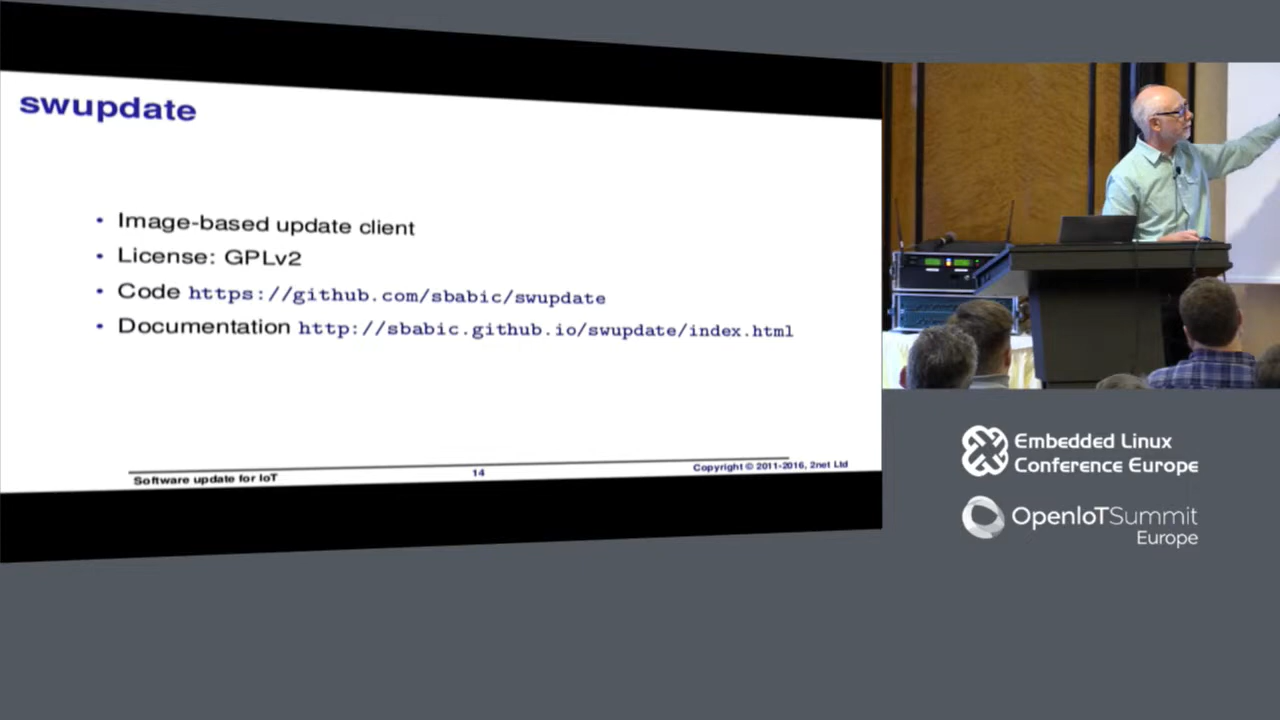 swupdate
• Image-based update client
• License: GPLv2
• Code https://github.com/sbabic/swupdate
• Documentation http://sbabic.github.io/swupdate/index.html
Software update for IoT
14
Copyright © 2011-2016, 2net Ltd
Embedded Linux
Conference Europe
OpenIoTSummit
Europe